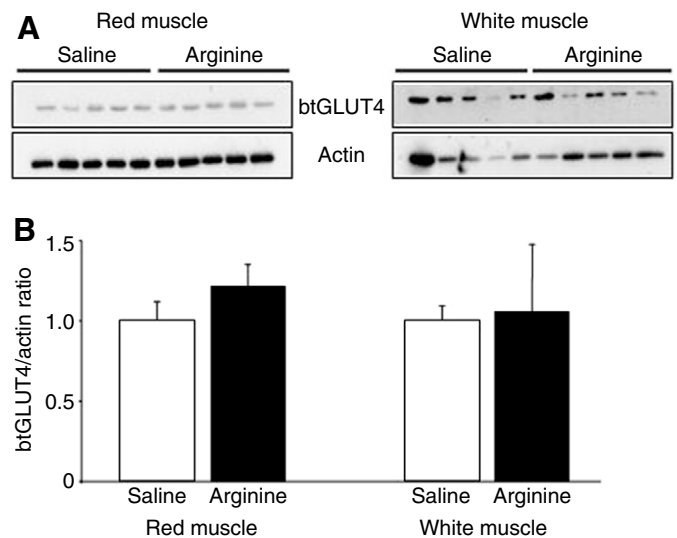 A
Red muscle
White muscle
Saline
Arginine
Saline
Arginine
btGLUT4
Actin
B
btGLUT4/actin ratio
1.5
1.0
0.5
0
Saline
Arginine
Saline
Arginine
Red muscle
White muscle